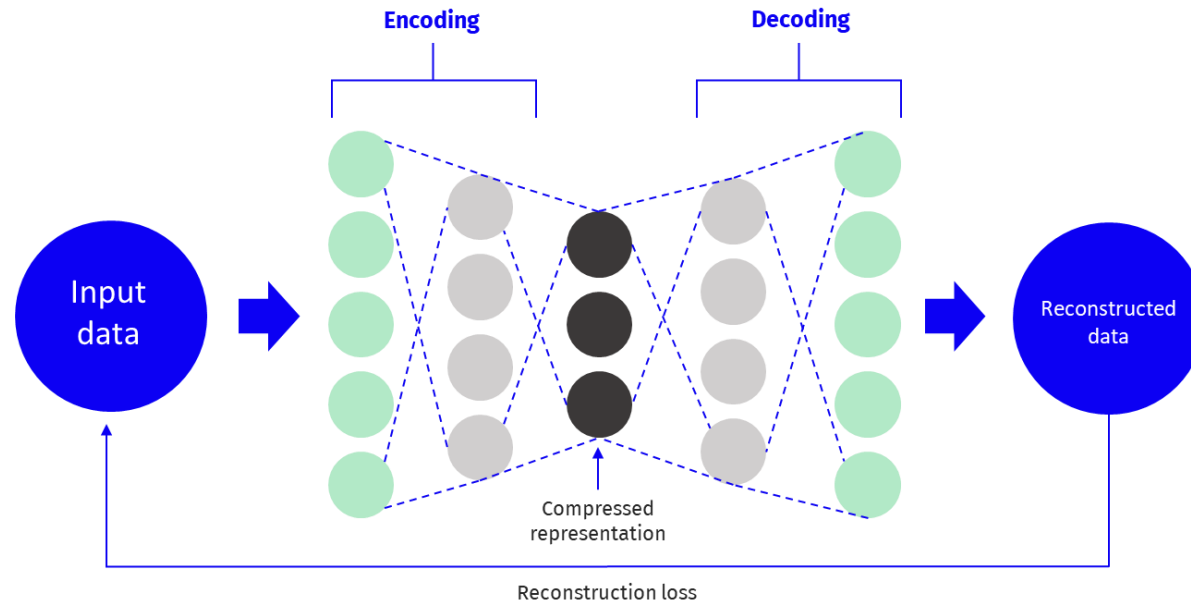 Encoding
Decoding
Input
data
Reconstructed
data
Compressed
representation
Reconstruction loss